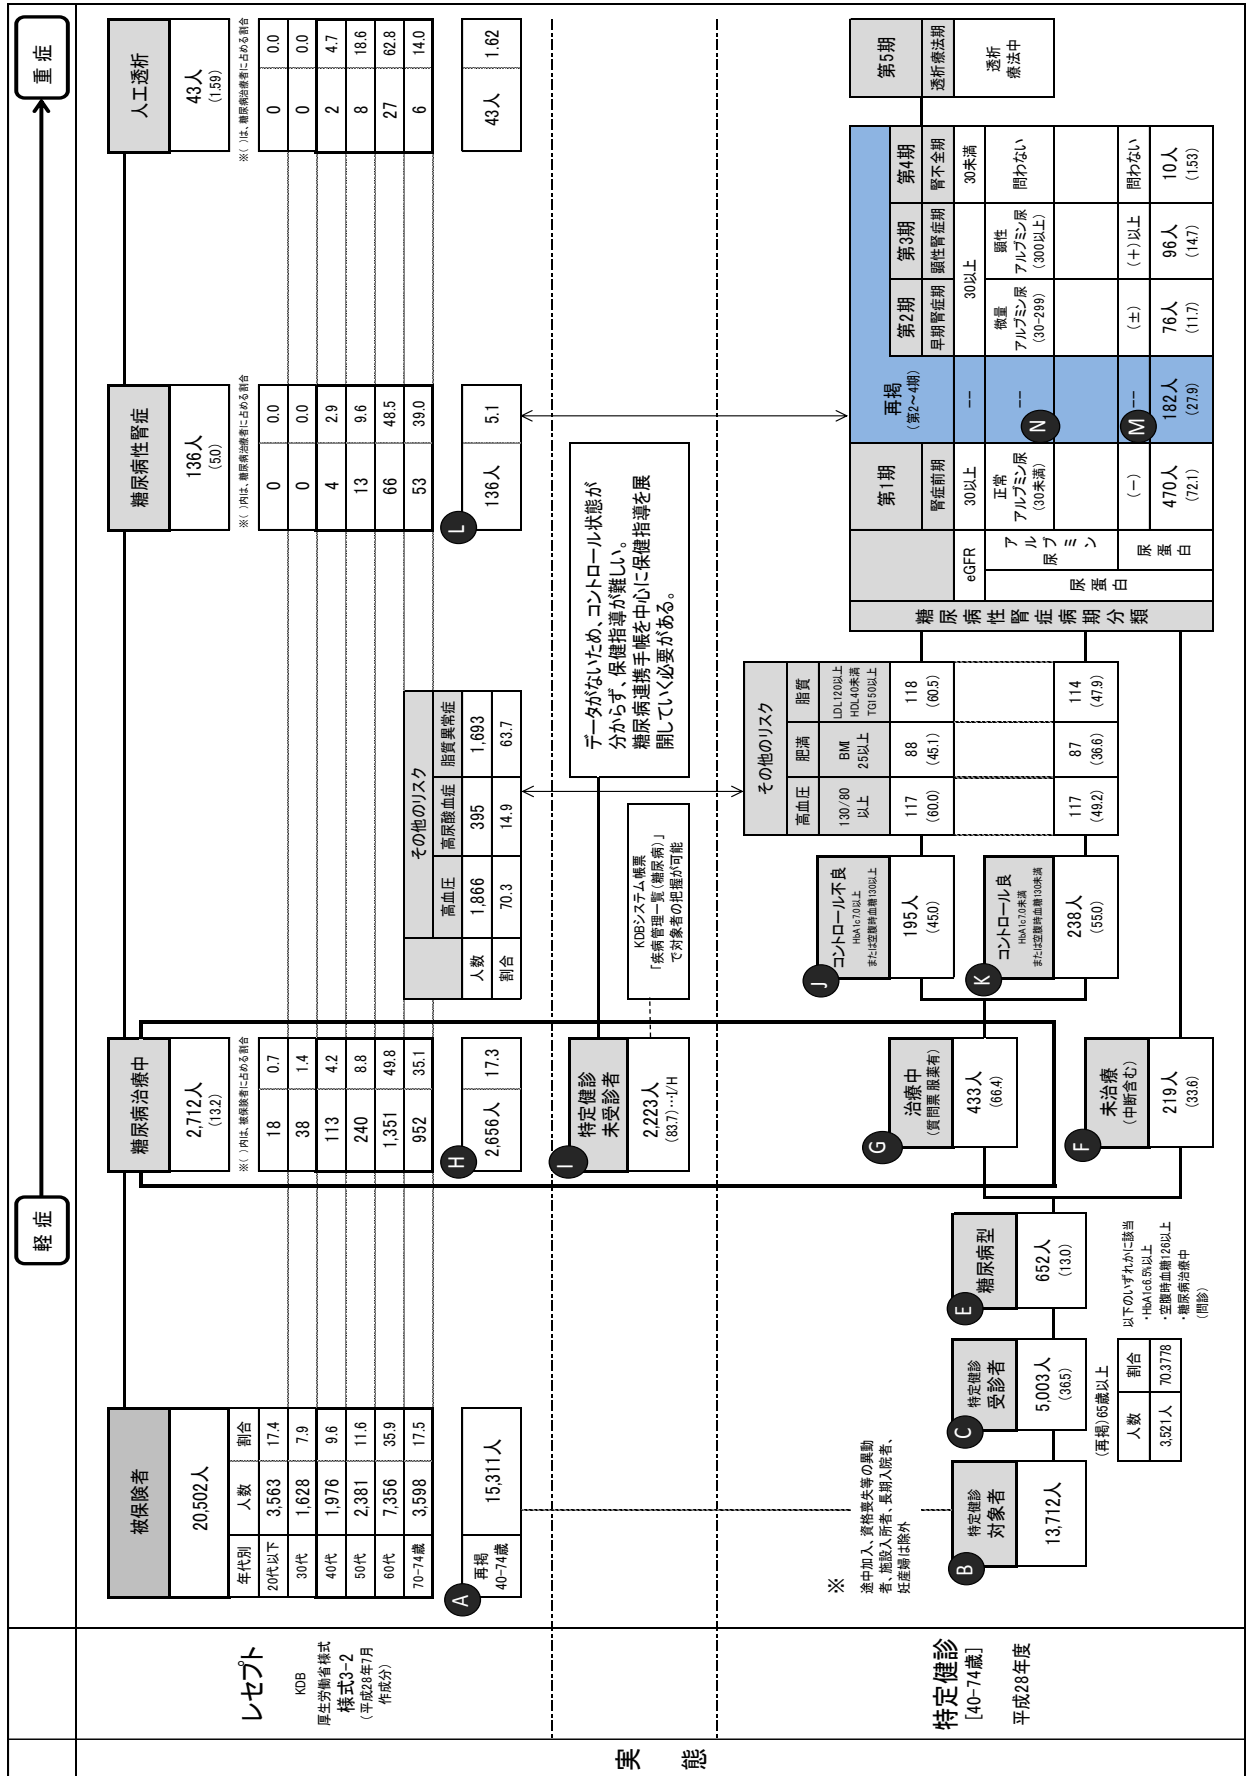 軽症
重症
実態
レセプト
KDB
厚生労働省様式
様式3-2
（平成28年7月
作成分）
被保険者
20,502人
年代別 人数 割合
20代以下 3,563 17.4
30代 1,628 7.9
40代 1,976 9.6
50代 2,381 11.6
60代 7,356 35.9
70-74歳 3,598 17.5
A
再掲
40-74歳
15,311人
糖尿病治療中
2,712人
(13.2)
※（ ）内は、被保険者に占める割合
18 0.7
38 1.4
113 4.2
240 8.8
1,351 49.8
952 35.1
H
2,656人 17.3
その他のリスク
高血圧 高尿酸血症 脂質異常症
人数 1,866 395 1,693
割合 70.3 14.9 63.7
糖尿病性腎症
136人
(5.0)
※（ ）内は、糖尿病治療者に占める割合
0 0.0
0 0.0
4 2.9
13 9.6
66 48.5
53 39.0
L
136人 5.1
人工透析
43人
(1.59)
※（ ）は、糖尿病治療者に占める割合
0 0.0
0 0.0
2 4.7
8 18.6
27 62.8
6 14.0
43人 1.62
I
特定健診
未受診者
2,223人
(83.7)…I/H
KDBシステム帳票
「疾病管理一覧（糖尿病）」
で対象者の把握が可能
データがないため、コントロール状態が
分からず、保健指導が難しい。
糖尿病連携手帳を中心に保健指導を展
開していく必要がある。
特定健診
[40-74歳]
平成28年度
※
途中加入、資格喪失等の異動
者、施設入所者、長期入院者、
妊産婦は除外
B
特定健診
対象者
13,712人
C
特定健診
受診者
5,003人
(36.5)
(再掲)65歳以上
人数 割合
3,521人 70.3778
E
糖尿病型
652人
(13.0)
以下のいずれかに該当
・HbA1c6.5%以上
・空腹時血糖126以上
・糖尿病治療中
(問診)
G
治療中
(質問票 服薬有)
433人
(66.4)
F
未治療
(中断含む)
219人
(33.6)
J
コントロール不良
HbA1c7.0以上
または空腹時血糖130以上
195人
(45.0)
K
コントロール良
HbA1c7.0未満
または空腹時血糖130未満
238人
(55.0)
その他のリスク
高血圧 肥満 脂質
130/80
以上
BMI
25以上
LDL120以上
HDL40未満
TG150以上
117
(60.0)
88
(45.1)
118
(60.5)
117
(49.2)
87
(36.6)
114
(47.9)
糖尿病性腎症病期分類
第1期
腎症前期
再掲
(第2～4期)
第2期
早期腎症期
第3期
顕性腎症期
第4期
腎不全期
第5期
透析療法期
eGFR 30以上 -- 30以上 30未満
透析
療法中
尿蛋白
アルブミン
尿
正常
アルブミン尿
(30未満)
--
N
微量
アルブミン尿
(30-299)
顕性
アルブミン尿
(300以上)
問わない
尿蛋白
(－) -- (±) (＋)以上 問わない
M
470人
(72.1)
182人
(27.9)
76人
(11.7)
96人
(14.7)
10人
(1.53)